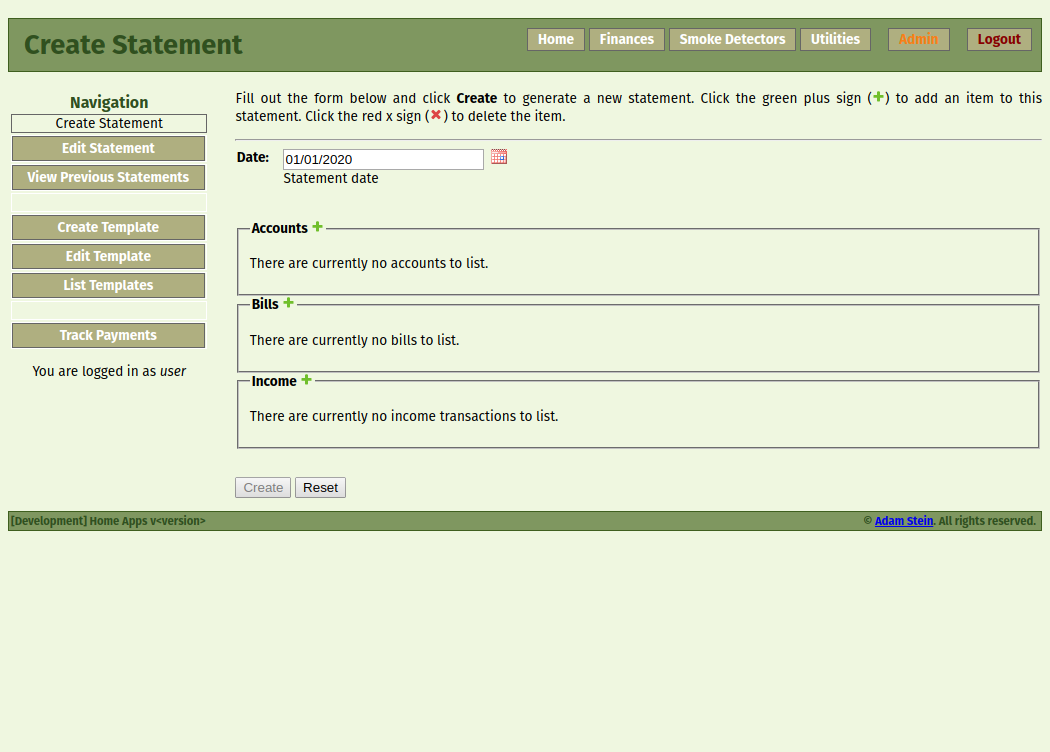 Create Statement
Home Finances Smoke Detectors Utilities Admin Logout
Navigation
Create Statement
Edit Statement
View Previous Statements
Create Template
Edit Template
List Templates
Track Payments
You are logged in as user
Fill out the form below and click Create to generate a new statement. Click the green plus sign (+) to add an item to this
statement. Click the red x sign (×) to delete the item.
Date: 01/01/2020
Statement date
Accounts
There are currently no accounts to list.
Bills
There are currently no bills to list.
Income
There are currently no income transactions to list.
Create Reset
[Development] Home Apps v<version>
© Adam Stein. All rights reserved.